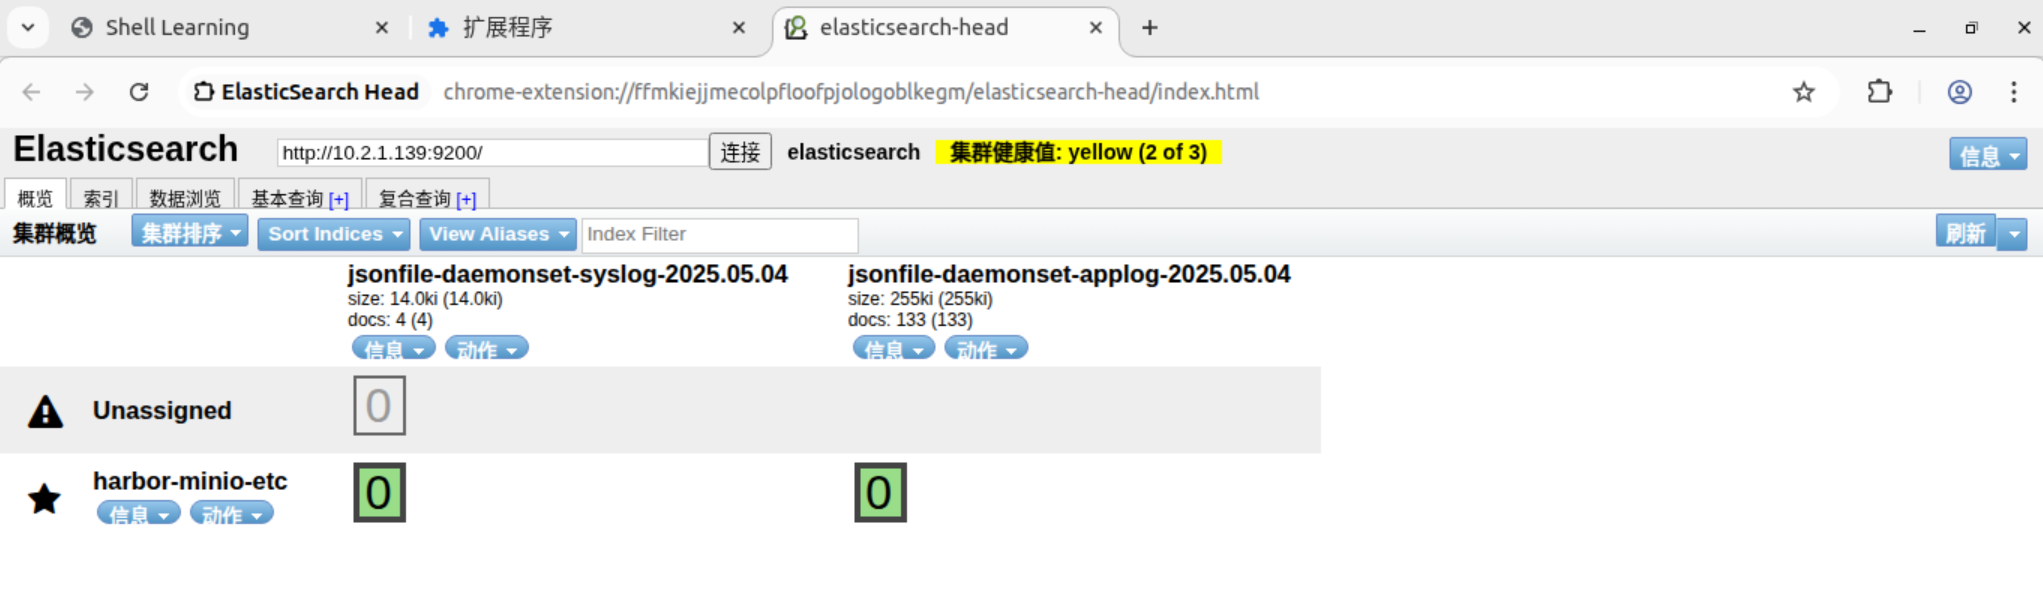 Shell Learning
扩展程序
elasticsearch-head
ElasticSearch Head chrome-extension://ffmkiejjmecolpfloofpjologoblkegm/elasticsearch-head/index.html
Elasticsearch http://10.2.1.139:9200/ 连接 elasticsearch 集群健康值: yellow (2 of 3) 信息
概览 索引 数据浏览 基本查询 [+] 复合查询 [+]
集群概览 集群排序 Sort Indices View Aliases Index Filter 刷新
jsonfile-daemonset-syslog-2025.05.04
size: 14.0ki (14.0ki)
docs: 4 (4)
信息 动作
jsonfile-daemonset-applog-2025.05.04
size: 255ki (255ki)
docs: 133 (133)
信息 动作
Unassigned 0
harbor-minio-etc 0 0
信息 动作